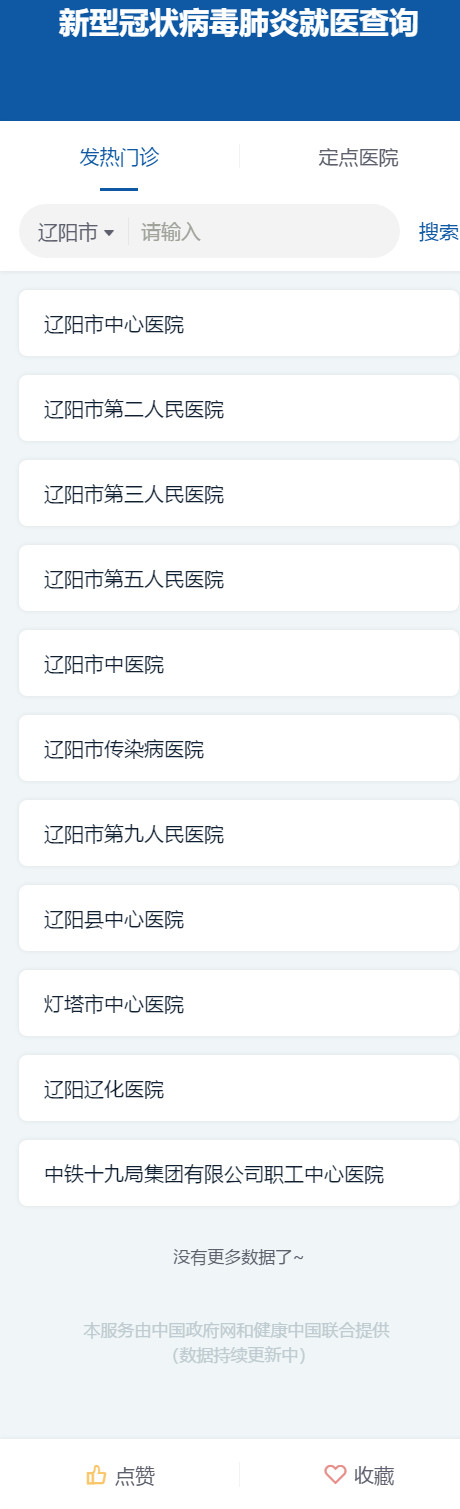 新型冠状病毒肺炎就医查询
发热门诊
定点医院
辽阳市
请输入
搜索
辽阳市中心医院
辽阳市第二人民医院
辽阳市第三人民医院
辽阳市第五人民医院
辽阳市中医院
辽阳市传染病医院
辽阳市第九人民医院
辽阳县中心医院
灯塔市中心医院
辽阳辽化医院
中铁十九局集团有限公司职工中心医院
没有更多数据了~
本服务由中国政府网和健康中国联合提供
（数据持续更新中）
点赞
收藏